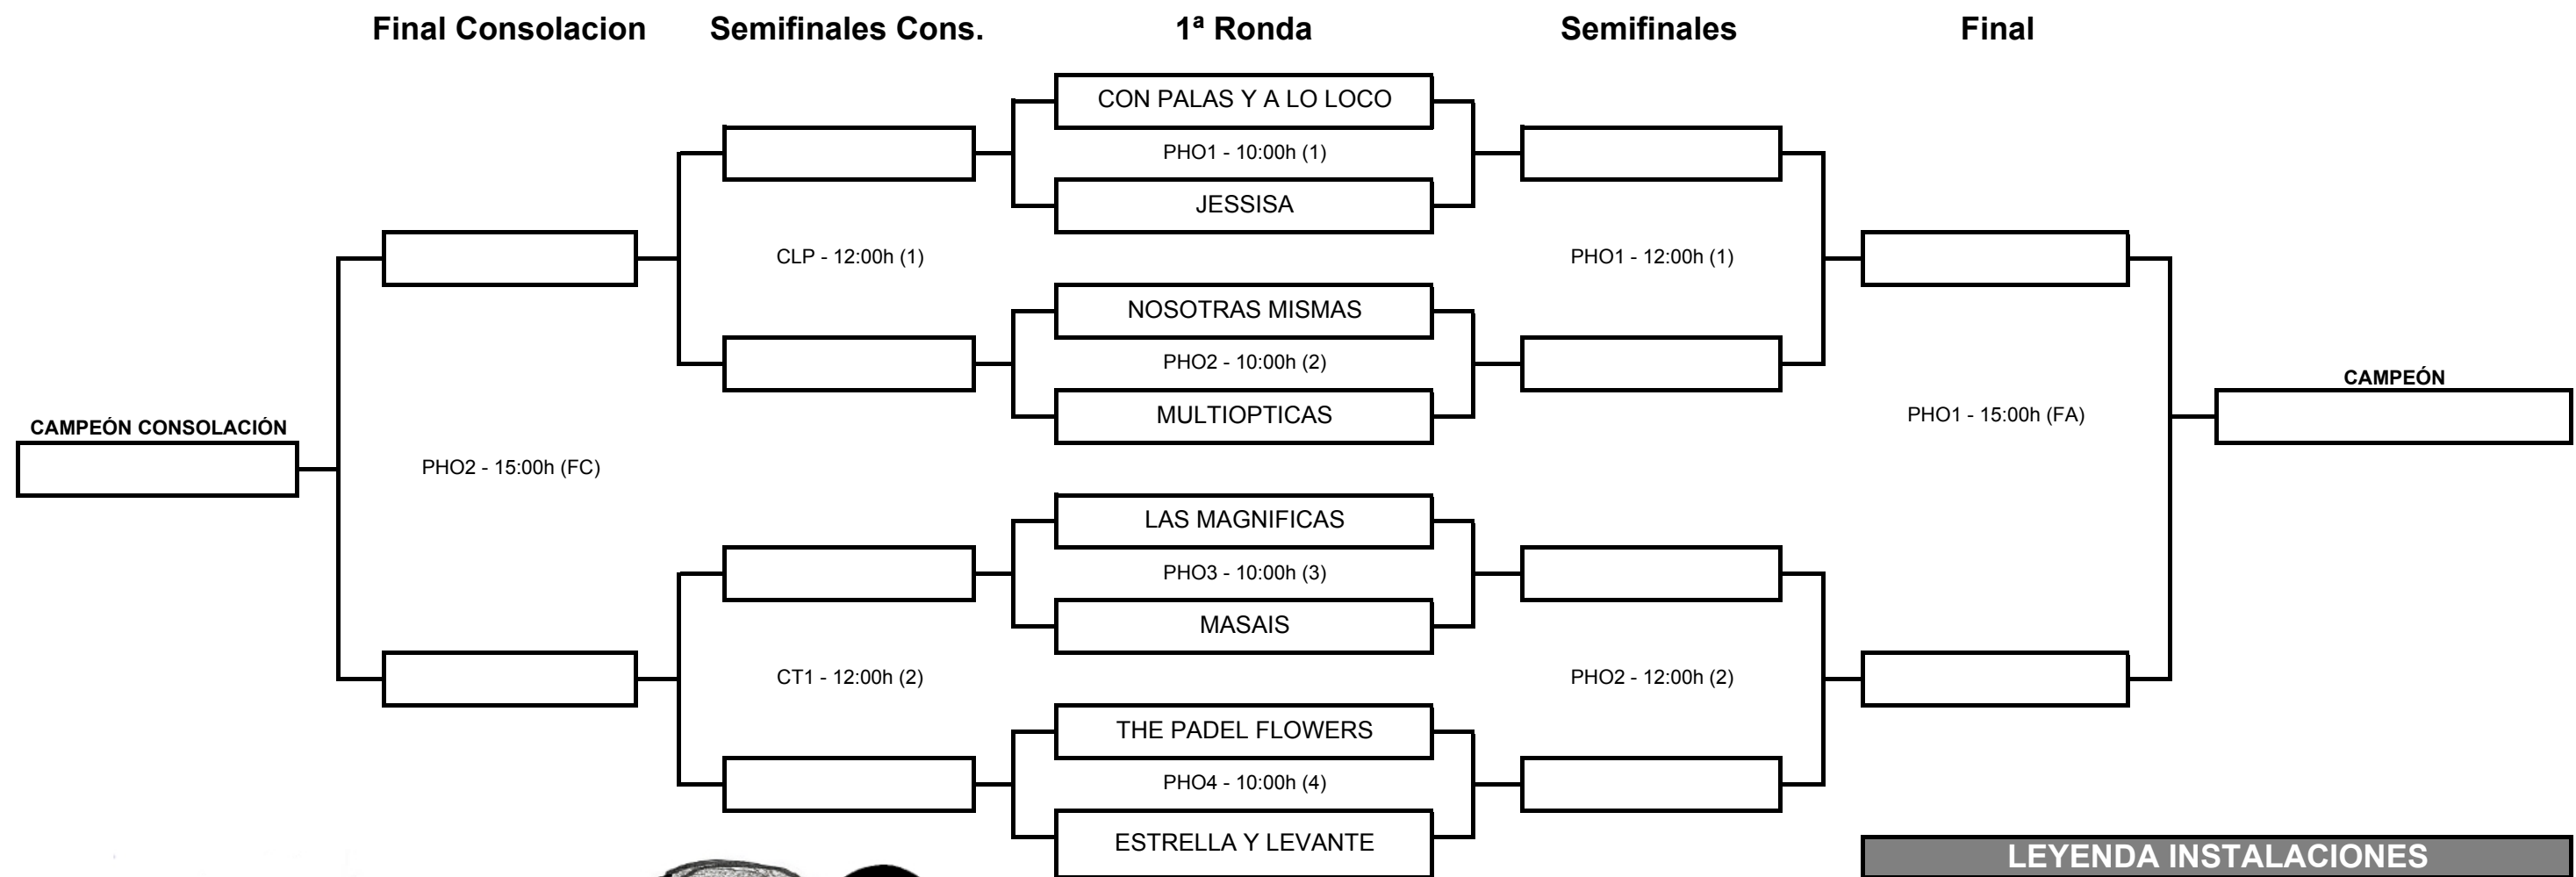 Final Consolacion
Semifinales Cons.
1ª Ronda
Semifinales
Final
CON PALAS Y A LO LOCO
PHO1 - 10:00h (1)
JESSISA
CLP - 12:00h (1)
PHO1 - 12:00h (1)
NOSOTRAS MISMAS
PHO2 - 10:00h (2)
MULTIOPTICAS
CAMPEÓN
PHO1 - 15:00h (FA)
CAMPEÓN CONSOLACIÓN
PHO2 - 15:00h (FC)
LAS MAGNIFICAS
PHO3 - 10:00h (3)
MASAIS
CT1 - 12:00h (2)
PHO2 - 12:00h (2)
THE PADEL FLOWERS
PHO4 - 10:00h (4)
ESTRELLA Y LEVANTE
LEYENDA INSTALACIONES